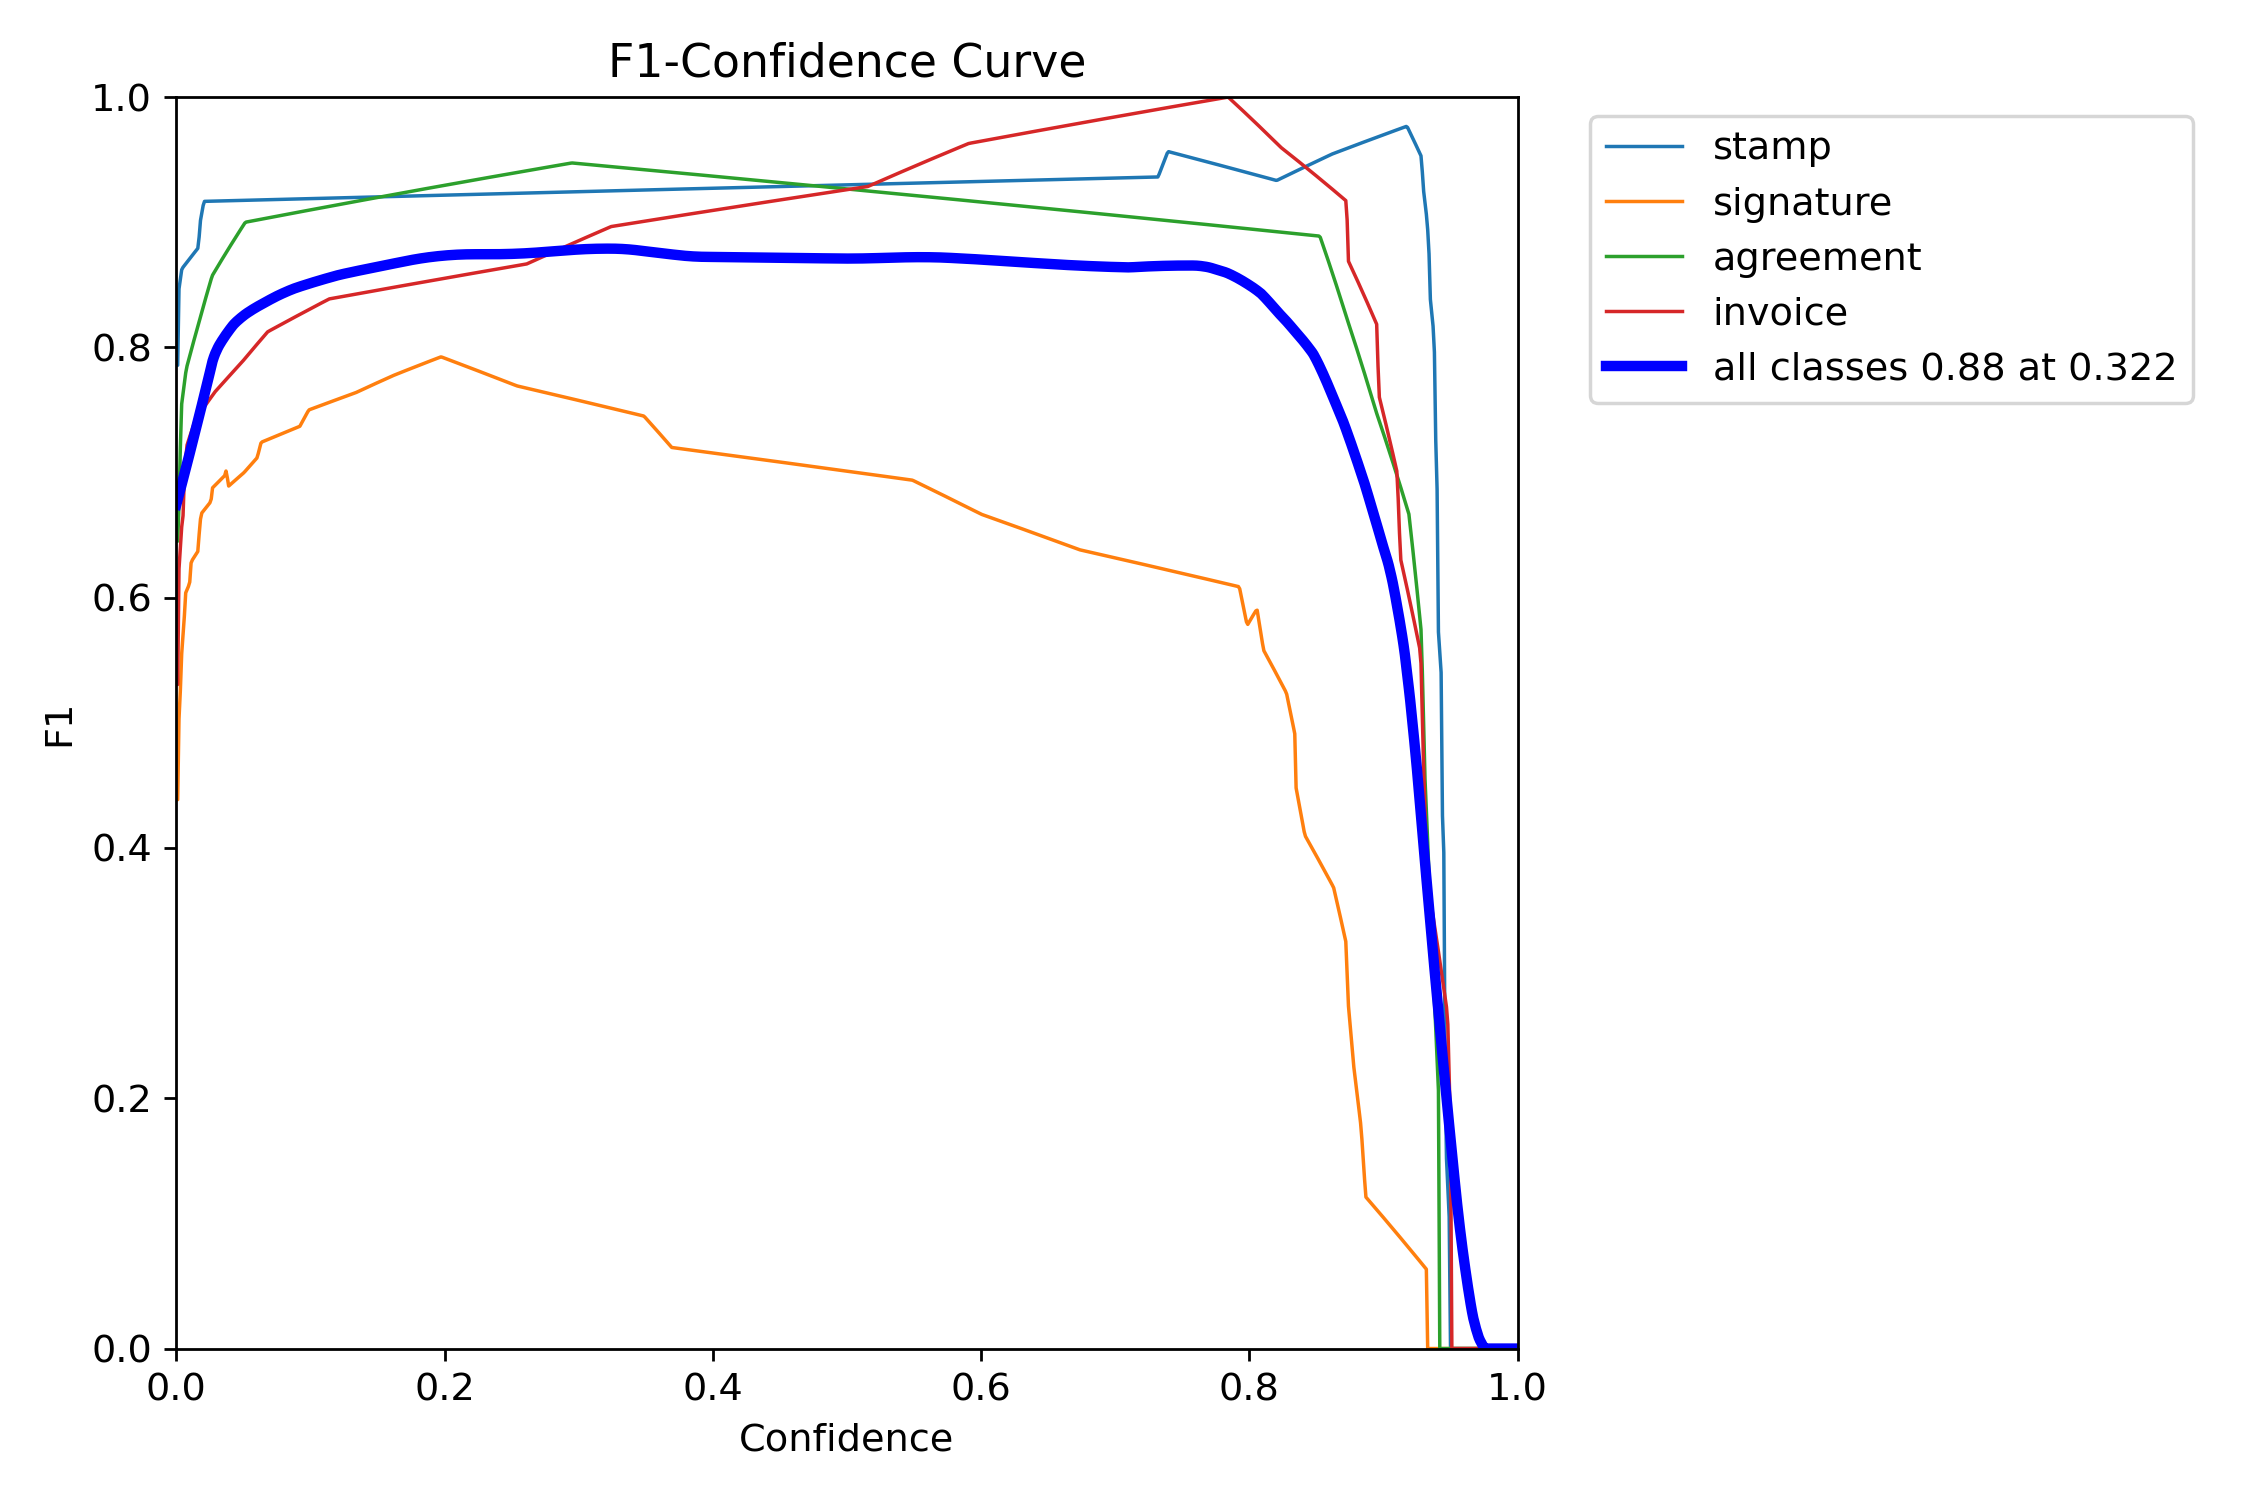 F1-Confidence Curve
1.0
0.8
0.6
0.4
0.2
0.0
F1
0.0 0.2 0.4 0.6 0.8 1.0
Confidence
stamp
signature
agreement
invoice
all classes 0.88 at 0.322